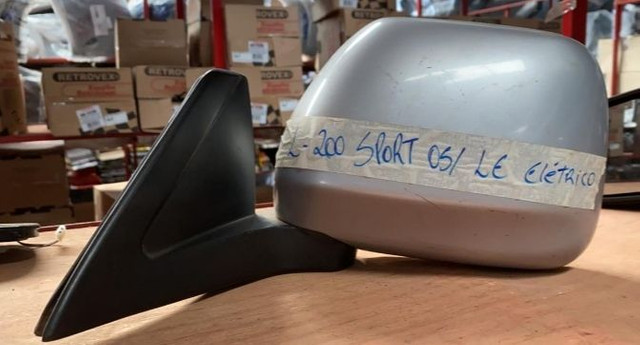 RETROVEX
RETROVEX
RETROVEX
L-200 SPORT 05/ LE ELÉTRICO